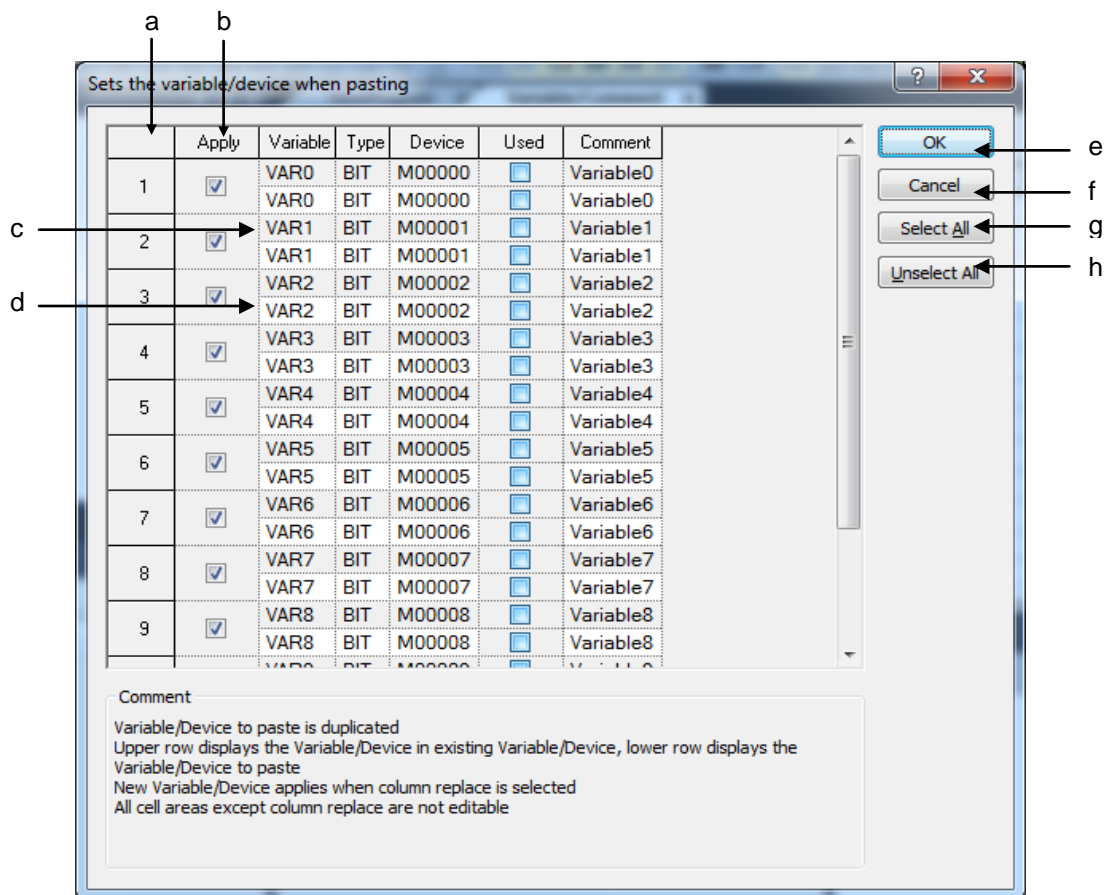 a b
Sets the variable/device when pasting
Apply Variable Type Device Used Comment
1 VAR0 BIT M00000 Variable0
VAR0 BIT M00000 Variable0
2 VAR1 BIT M00001 Variable1
VAR1 BIT M00001 Variable1
3 VAR2 BIT M00002 Variable2
VAR2 BIT M00002 Variable2
4 VAR3 BIT M00003 Variable3
VAR3 BIT M00003 Variable3
5 VAR4 BIT M00004 Variable4
VAR4 BIT M00004 Variable4
6 VAR5 BIT M00005 Variable5
VAR5 BIT M00005 Variable5
7 VAR6 BIT M00006 Variable6
VAR6 BIT M00006 Variable6
8 VAR7 BIT M00007 Variable7
VAR7 BIT M00007 Variable7
9 VAR8 BIT M00008 Variable8
VAR8 BIT M00008 Variable8
OK
Cancel
Select All
Unselect All
c
d
e
f
g
h
Comment
Variable/Device to paste is duplicated
Upper row displays the Variable/Device in existing Variable/Device, lower row displays the
Variable/Device to paste
New Variable/Device applies when column replace is selected
All cell areas except column replace are not editable